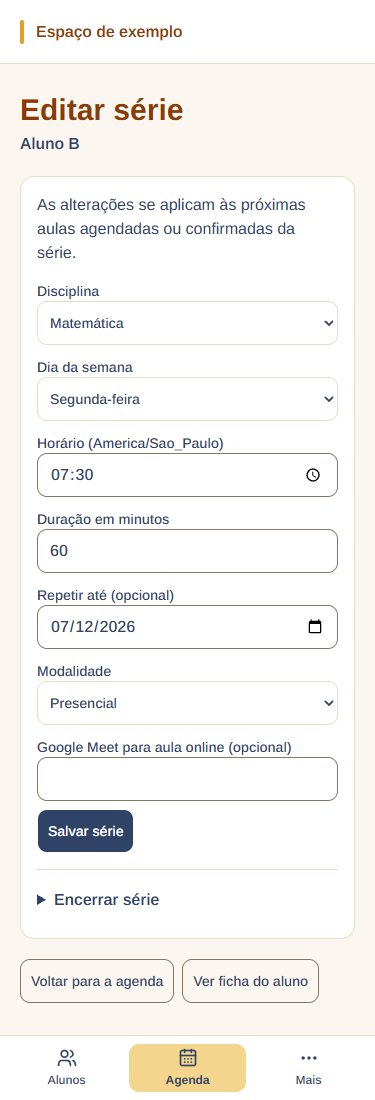 Espaço de exemplo
Editar série
Aluno B
As alterações se aplicam às próximas
aulas agendadas ou confirmadas da
série.
Disciplina
Matemática
Dia da semana
Segunda-feira
Horário (America/Sao_Paulo)
07:30
Duração em minutos
60
Repetir até (opcional)
07/12/2026
Modalidade
Presencial
Google Meet para aula online (opcional)
Salvar série
Encerrar série
Voltar para a agenda
Ver ficha do aluno
Alunos
Agenda
Mais